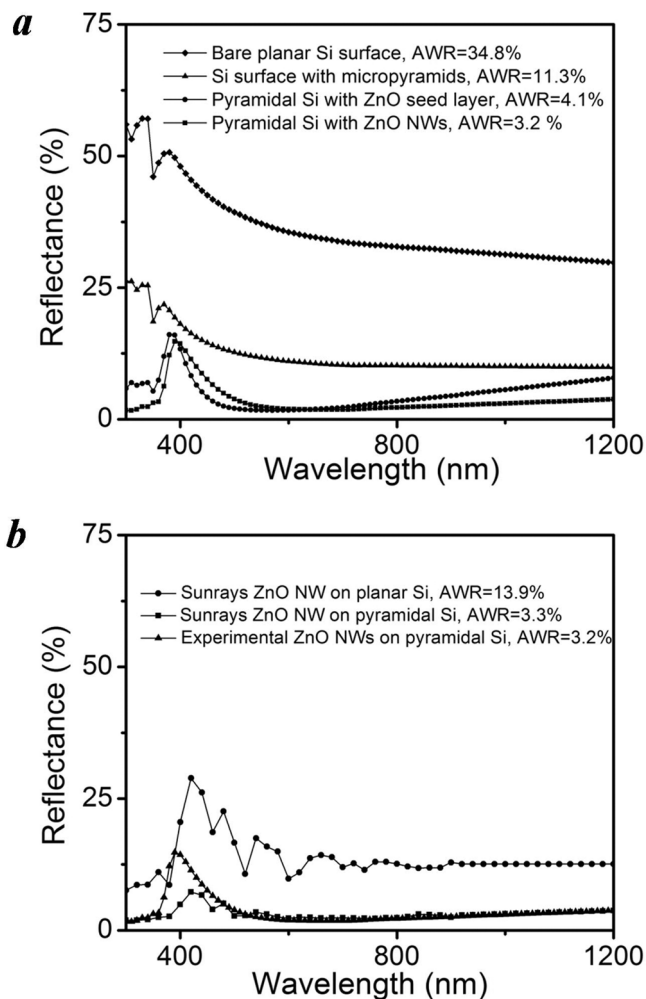 a
75
50
25
0
Reflectance (%)
Bare planar Si surface, AWR=34.8%
Si surface with micropyramids, AWR=11.3%
Pyramidal Si with ZnO seed layer, AWR=4.1%
Pyramidal Si with ZnO NWs, AWR=3.2 %
400
800
1200
Wavelength (nm)
b
75
50
25
0
Reflectance (%)
Sunrays ZnO NW on planar Si, AWR=13.9%
Sunrays ZnO NW on pyramidal Si, AWR=3.3%
Experimental ZnO NWs on pyramidal Si, AWR=3.2%
400
800
1200
Wavelength (nm)